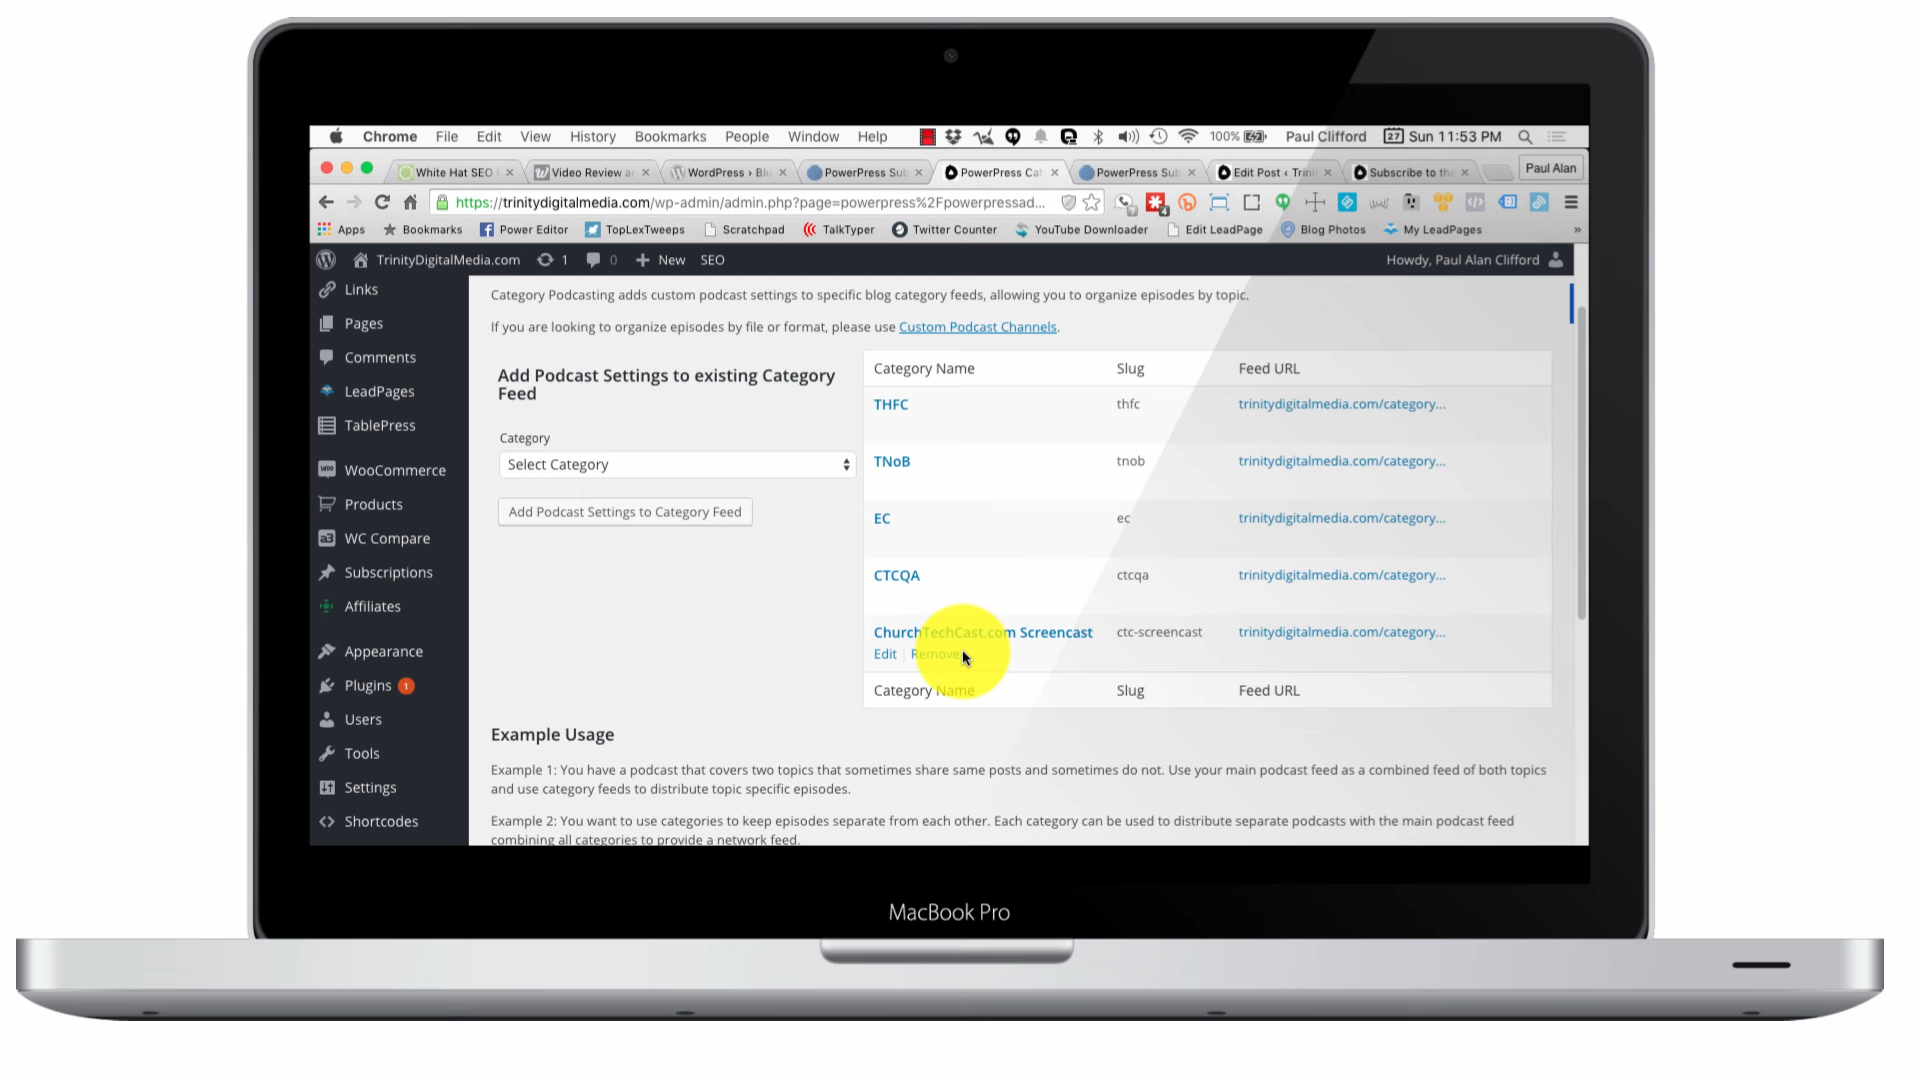 Chrome File Edit View History Bookmarks People Window Help 100% Paul Clifford 27 Sun 11:53 PM
White Hat SEO Video Review a WordPress › Blu PowerPress Sub PowerPress Cat PowerPress Sub Edit Post ‹ Trini Subscribe to the Paul Alan
https://trinitydigitalmedia.com/wp-admin/admin.php?page=powerpress%2Fpowerpressad...
Apps Bookmarks Power Editor TopLexTweeps Scratchpad TalkTyper Twitter Counter YouTube Downloader Edit LeadPage Blog Photos My LeadPages »
TrinityDigitalMedia.com 1 0 New SEO Howdy, Paul Alan Clifford
Links
Pages
Comments
LeadPages
TablePress
WooCommerce
Products
WC Compare
Subscriptions
Affiliates
Appearance
Plugins 1
Users
Tools
Settings
Shortcodes
Category Podcasting adds custom podcast settings to specific blog category feeds, allowing you to organize episodes by topic.
If you are looking to organize episodes by file or format, please use Custom Podcast Channels.
Add Podcast Settings to existing Category
Feed
Category
Select Category
Add Podcast Settings to Category Feed
Category Name Slug Feed URL
THFC thfc trinitydigitalmedia.com/category...
TNoB tnob trinitydigitalmedia.com/category...
EC ec trinitydigitalmedia.com/category...
CTCQA ctcqa trinitydigitalmedia.com/category...
ChurchTechCast.com Screencast ctc-screencast trinitydigitalmedia.com/category...
Edit | Remove
Category Name Slug Feed URL
Example Usage
Example 1: You have a podcast that covers two topics that sometimes share same posts and sometimes do not. Use your main podcast feed as a combined feed of both topics
and use category feeds to distribute topic specific episodes.
Example 2: You want to use categories to keep episodes separate from each other. Each category can be used to distribute separate podcasts with the main podcast feed
combining all categories to provide a network feed.
MacBook Pro